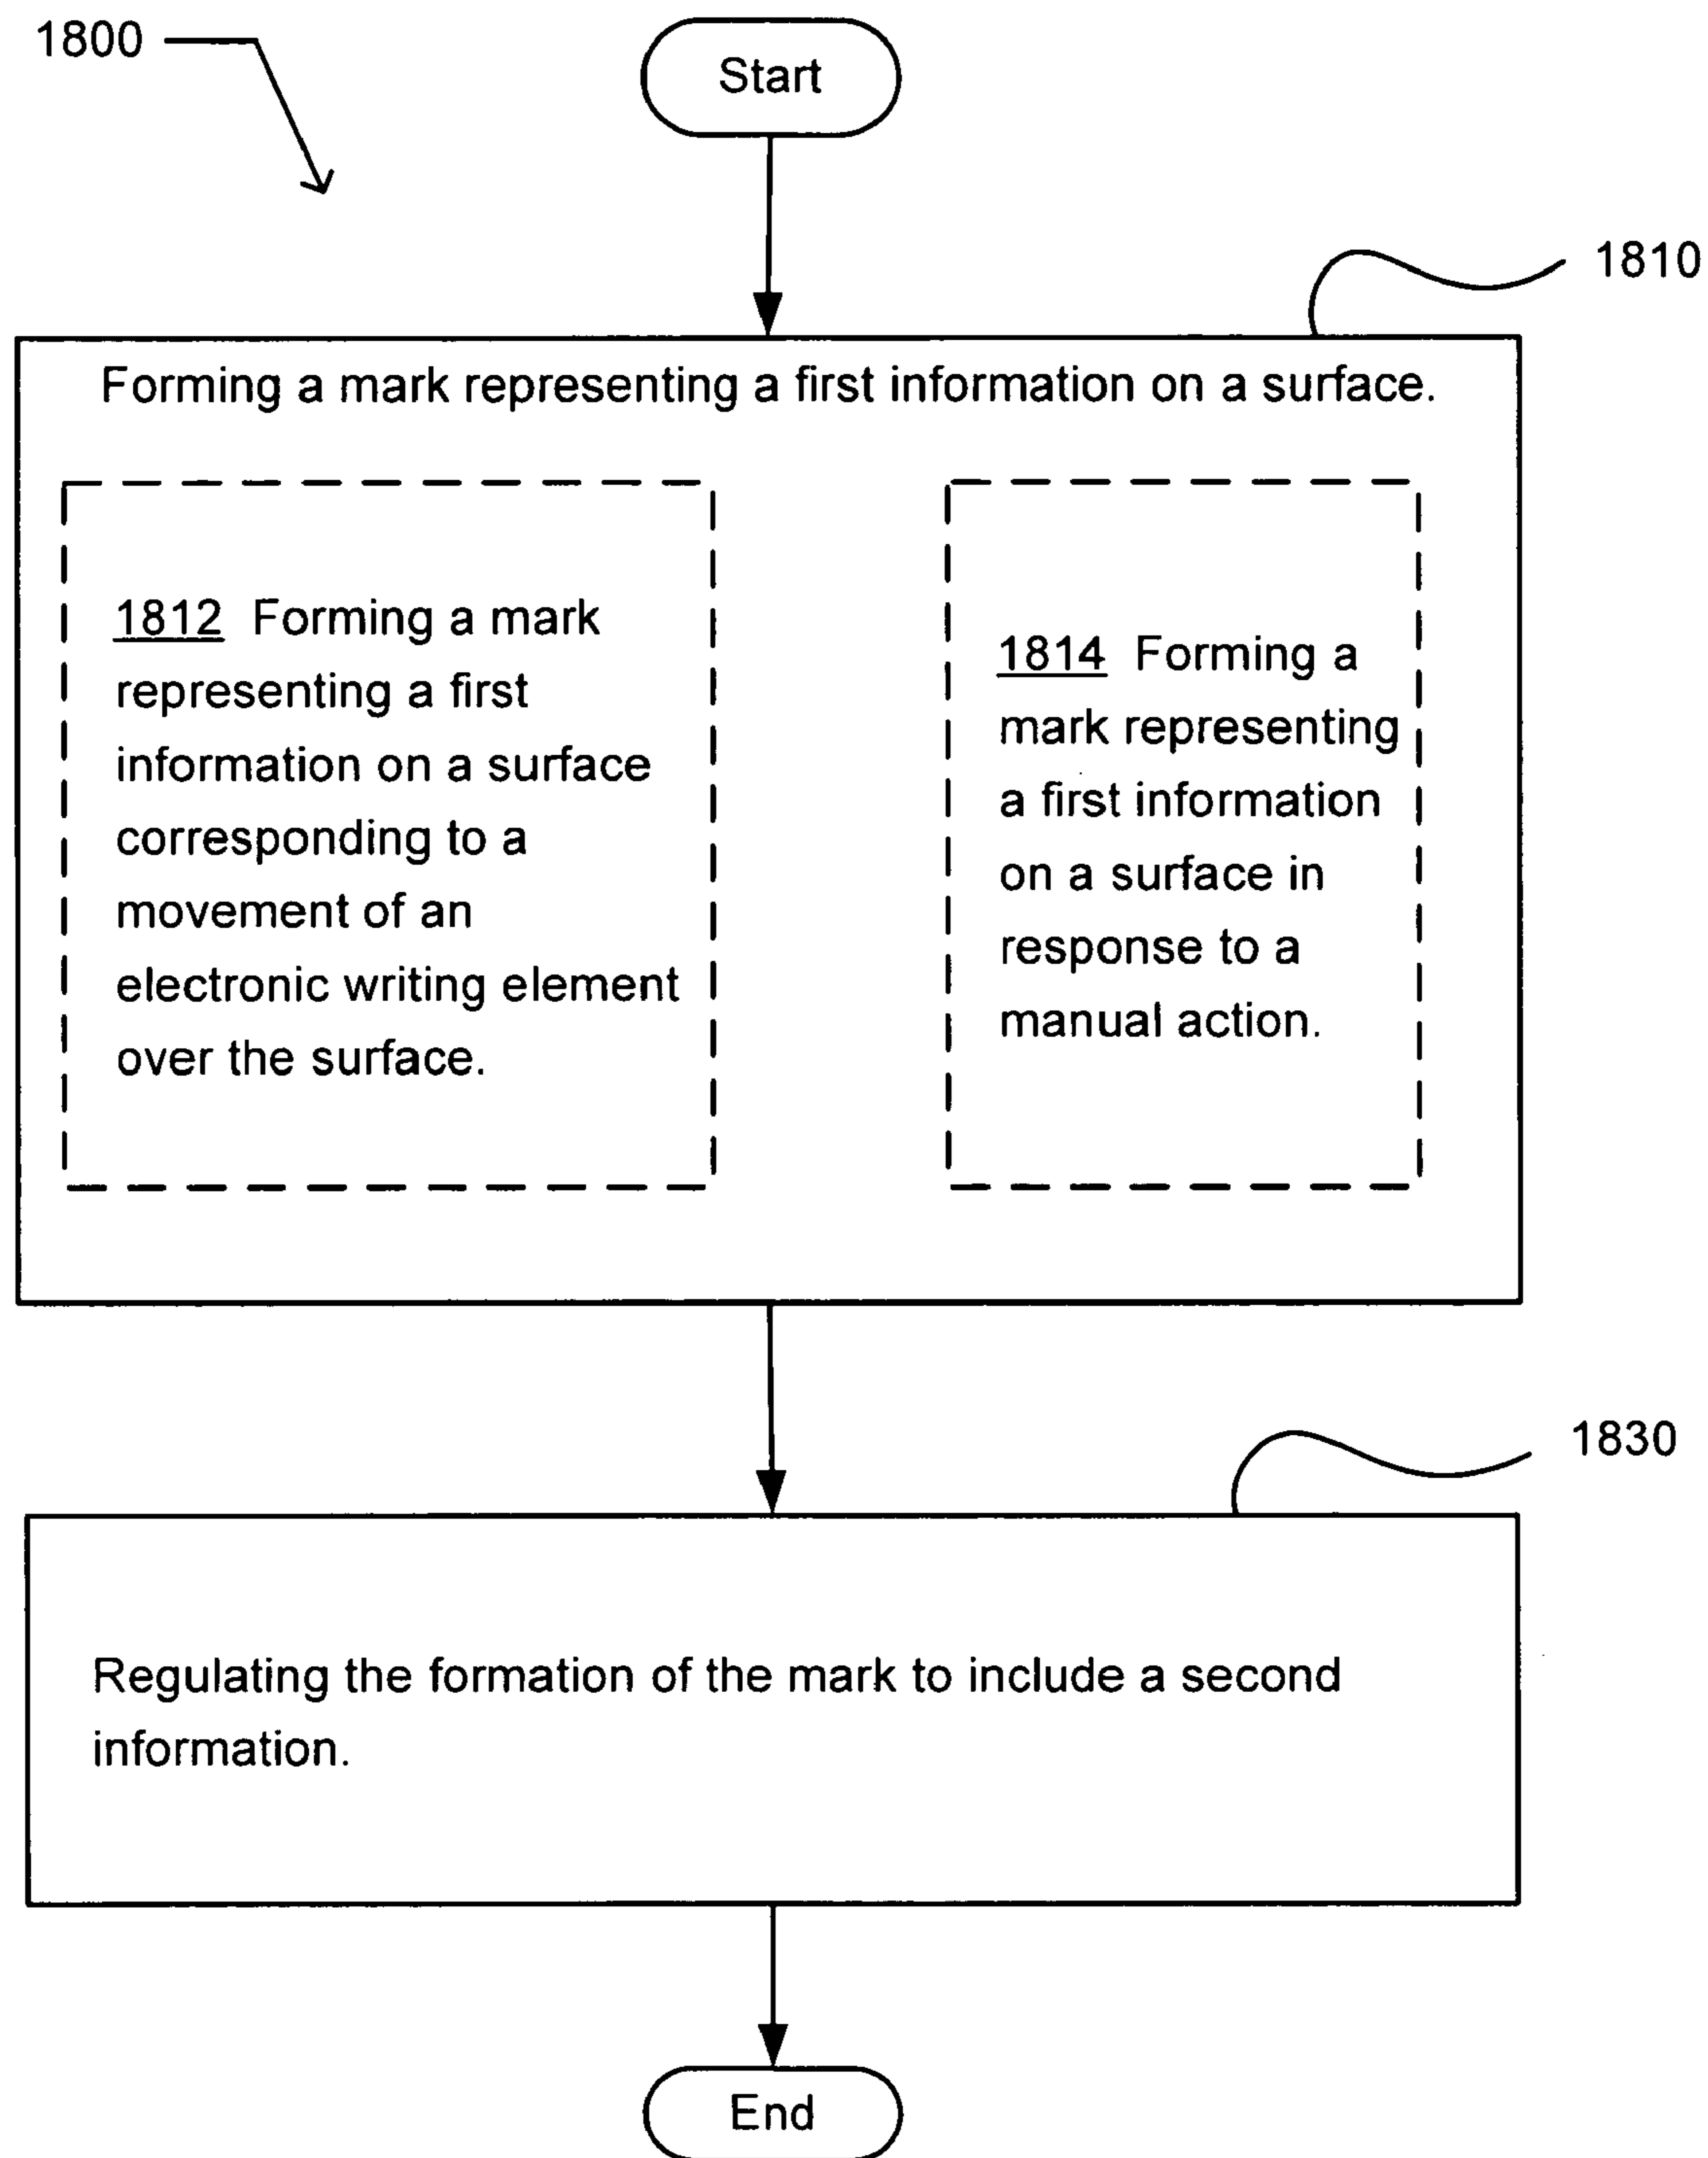 1800
Start
1810
Forming a mark representing a first information on a surface.
1812 Forming a mark
representing a first
information on a surface
corresponding to a
movement of an
electronic writing element
over the surface.
1814 Forming a
mark representing
a first information
on a surface in
response to a
manual action.
1830
Regulating the formation of the mark to include a second
information.
End